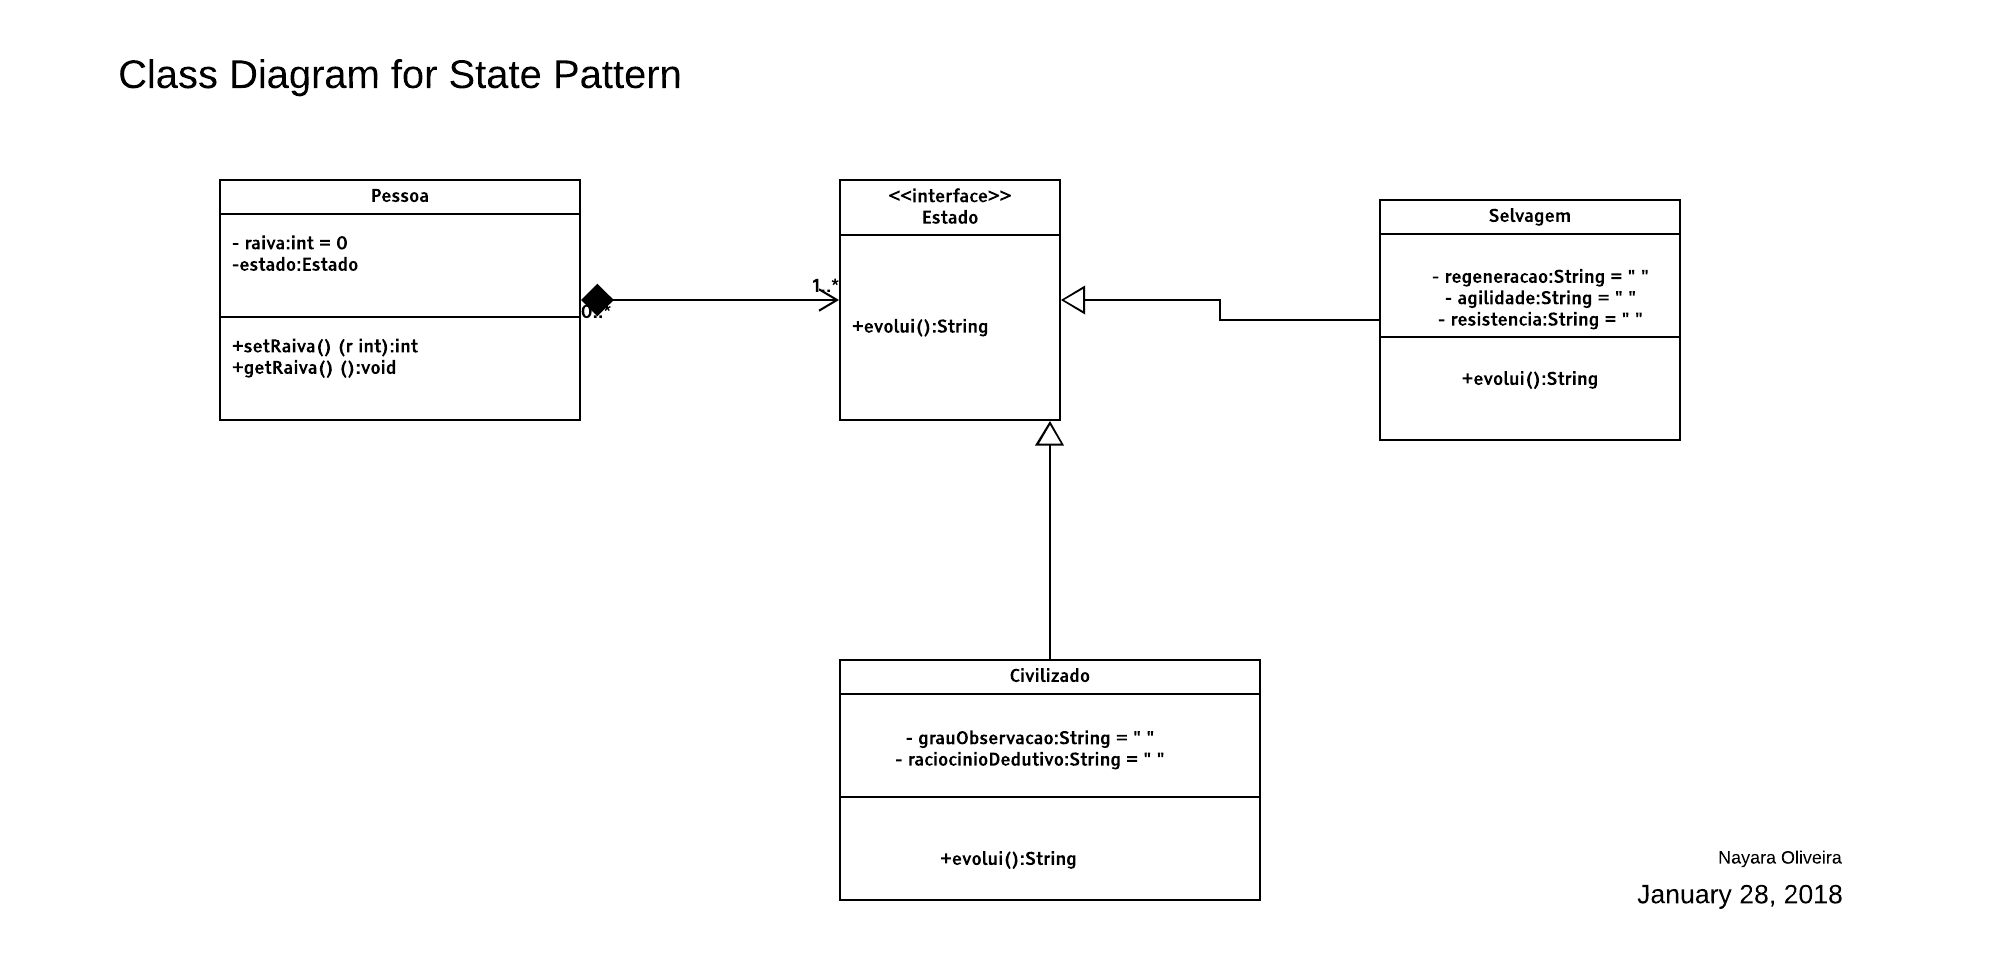 Class Diagram for State Pattern
Pessoa
- raiva:int = 0
-estado:Estado
+setRaiva() (r int):int
+getRaiva() ():void
0..*
1..*
<<interface>>
Estado
+evolui():String
Selvagem
- regeneracao:String = " "
- agilidade:String = " "
- resistencia:String = " "
+evolui():String
Civilizado
- grauObservacao:String = " "
- raciocinioDedutivo:String = " "
+evolui():String
Nayara Oliveira
January 28, 2018